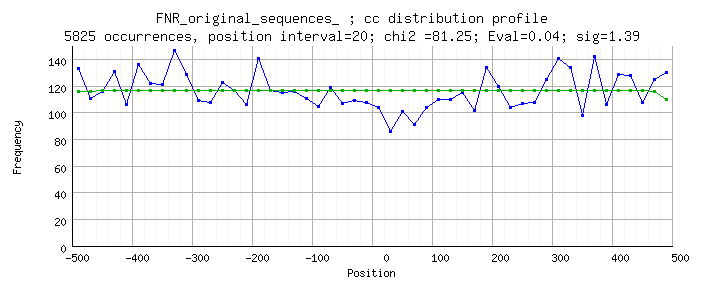 FNR_original_sequences_ ; cc distribution profile
5825 occurrences, position interval=20; chi2 =81.25; Eval=0.04; sig=1.39
140
120
100
80
60
40
20
0
Frequency
-500 -400 -300 -200 -100 0 100 200 300 400 500
Position